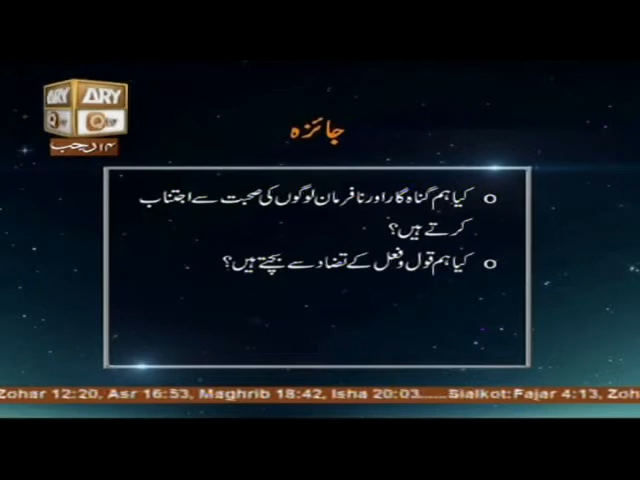 ARY ARY
Q tv Qtv
۱۴ رجب
جائزہ
o کیا ہم گناہ گار اور نافرمان لوگوں کی صحبت سے اجتناب
کرتے ہیں؟
o کیا ہم قول و فعل کے تضاد سے بچتے ہیں؟
Zohar 12:20, Asr 16:53, Maghrib 18:42, Isha 20:03......Sialkot:Fajar 4:13, Zoh